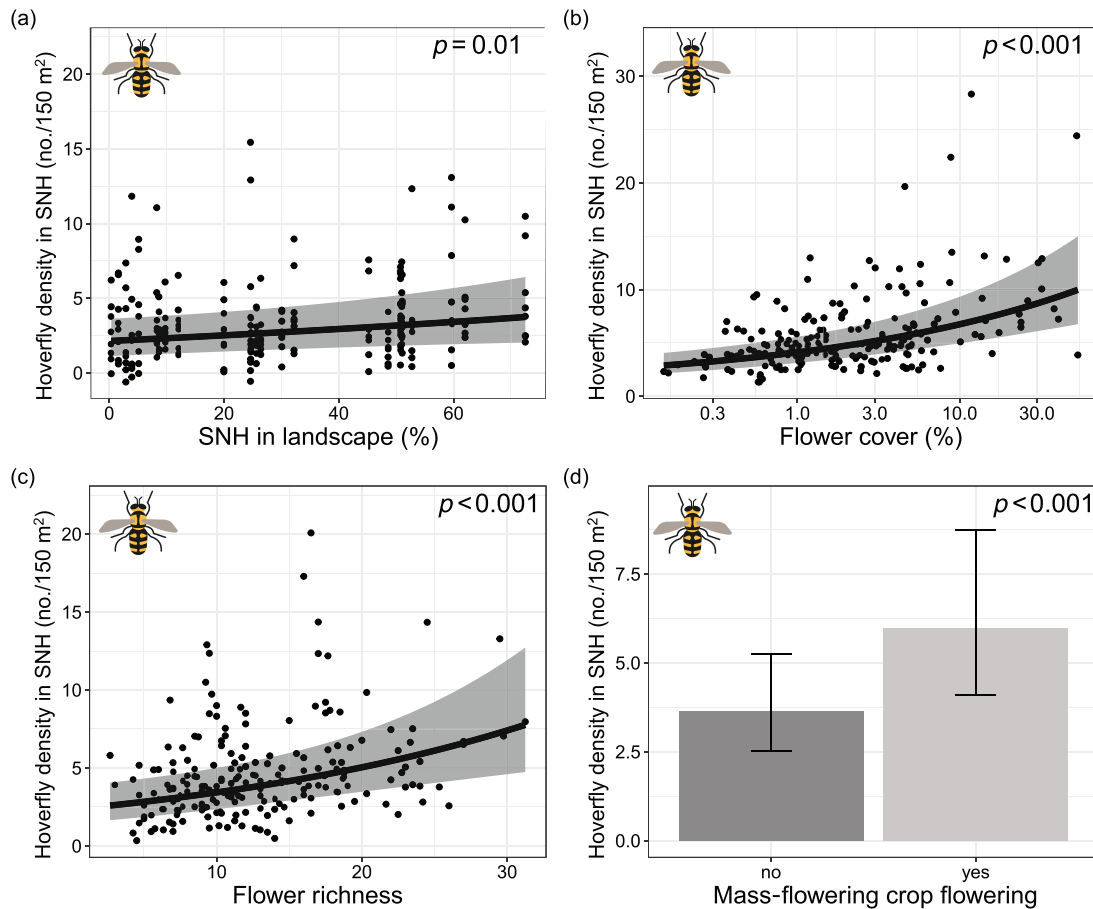 (a)
p = 0.01
Hoverfly density in SNH (no./150 m²)
20
15
10
5
0
0 20 40 60
SNH in landscape (%)
(b)
p < 0.001
Hoverfly density in SNH (no./150 m²)
30
20
10
0
0.3 1.0 3.0 10.0 30.0
Flower cover (%)
(c)
p < 0.001
Hoverfly density in SNH (no./150 m²)
20
15
10
5
0
10 20 30
Flower richness
(d)
p < 0.001
Hoverfly density in SNH (no./150 m²)
7.5
5.0
2.5
0.0
no yes
Mass-flowering crop flowering